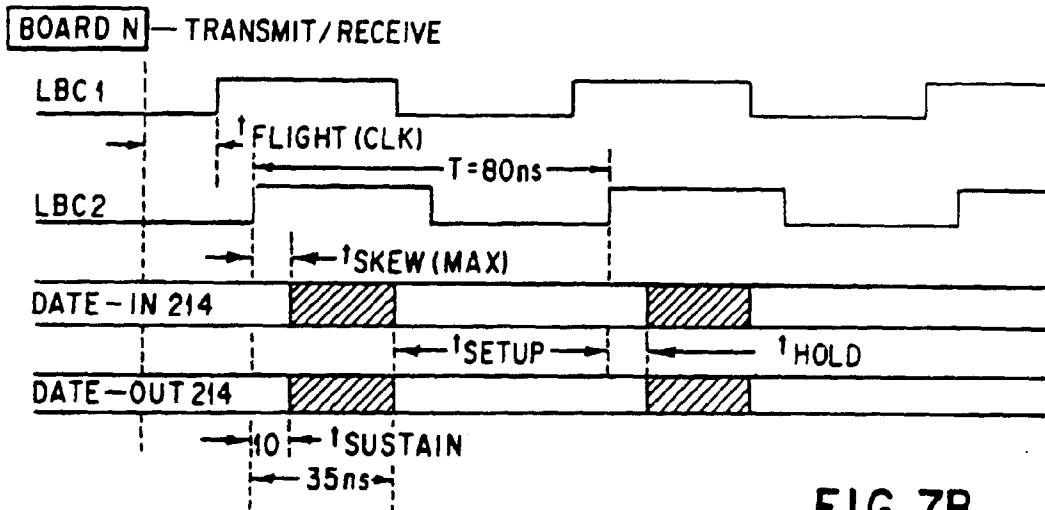 BOARD N — TRANSMIT/RECEIVE
LBC1
tFLIGHT (CLK)
T=80ns
LBC2
tSKEW (MAX)
DATE-IN 214
tSETUP
tHOLD
DATE-OUT 214
10 tSUSTAIN
35ns
FIG 7B